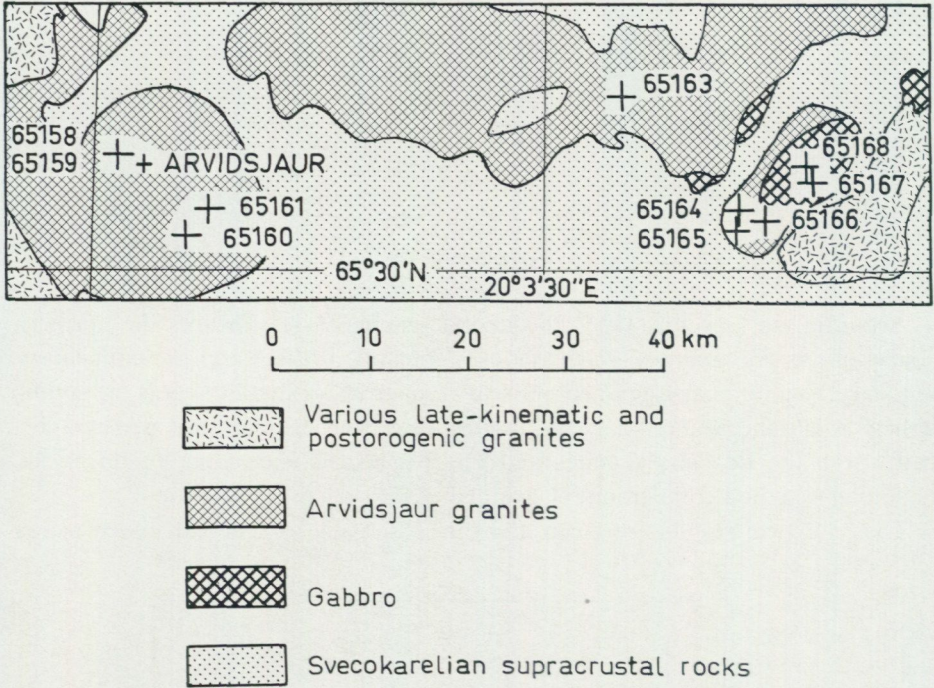 65163
65158
65159
ARVIDSJAUR
65168
65167
65161
65160
65164
65165
65166
65°30'N
20°3'30"E
0 10 20 30 40 km
Various late-kinematic and
postorogenic granites
Arvidsjaur granites
Gabbro
Svecokarelian supracrustal rocks